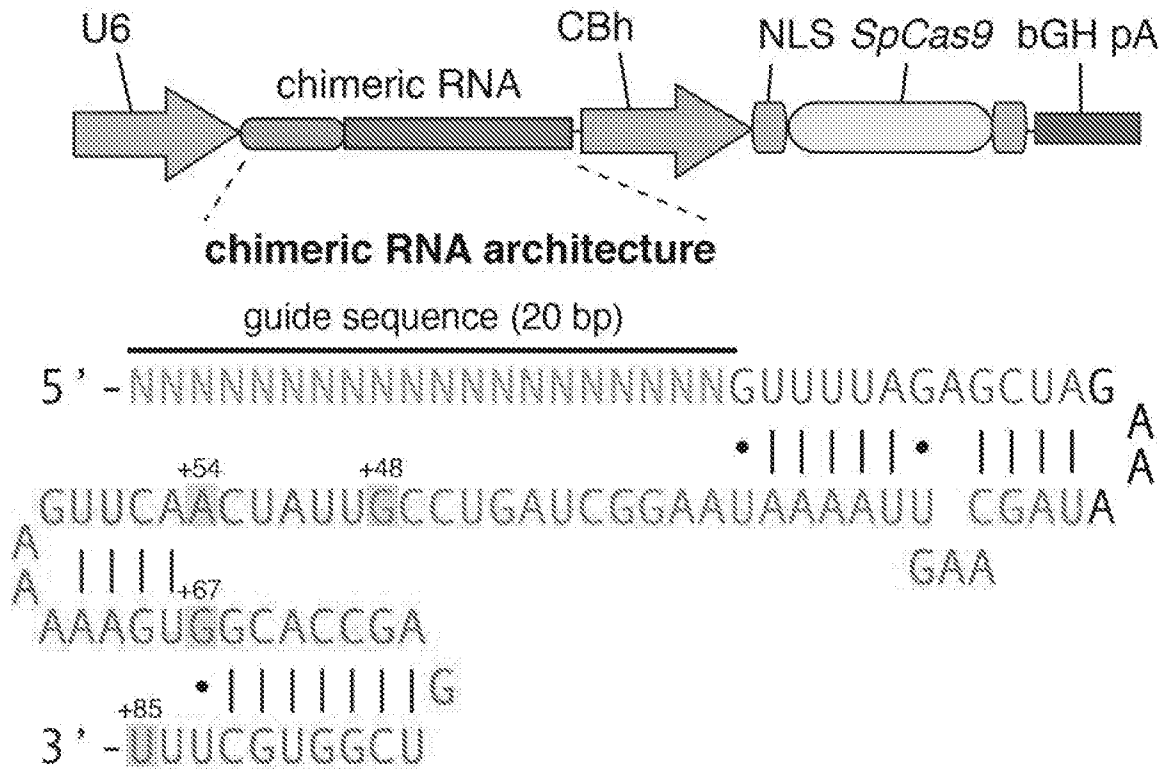 U6 CBh NLS SpCas9 bGH pA
chimeric RNA
chimeric RNA architecture
guide sequence (20 bp)
5'-NNNNNNNNNNNNNNNNNNNNGUUUUAGAGCUAG
A
A
+54 +48
GUUCAACUAUUGCCUGAUCGGAAUAAAAUU CGAUA
A
A
GAA
+67
AAAGUGGCACCGA
G
+85
3'-UUUCGUGGCU